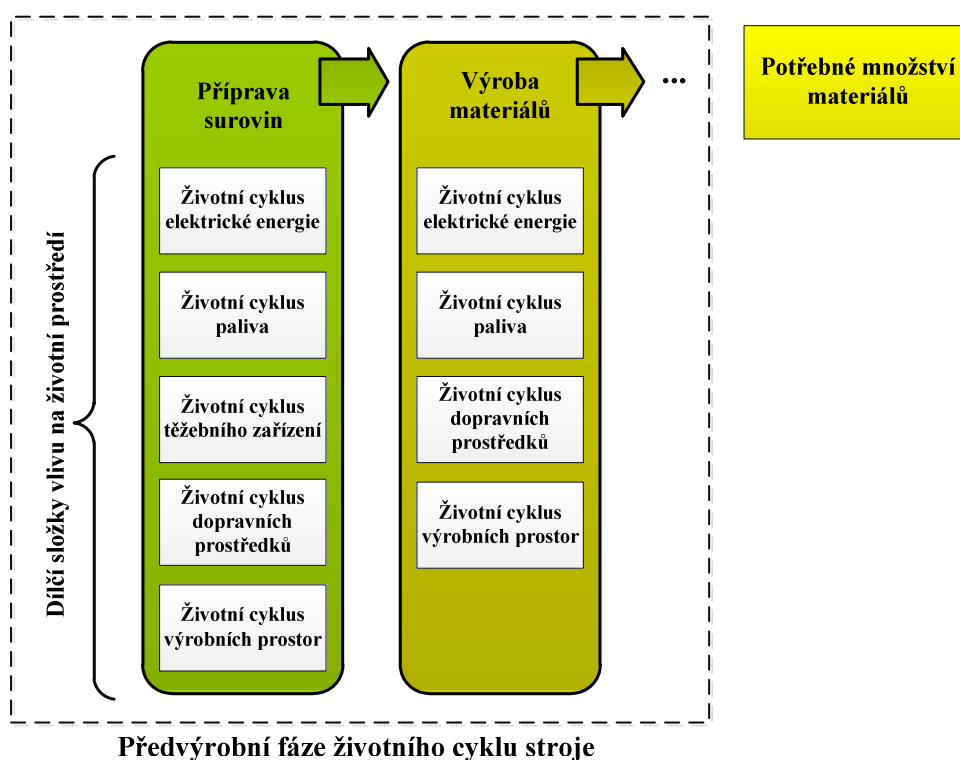 Příprava
surovin
Výroba
materiálů
...
Potřebné množství
materiálů
Dílčí složky vlivu na životní prostředí
Životní cyklus
elektrické energie
Životní cyklus
paliva
Životní cyklus
těžebního zařízení
Životní cyklus
dopravních
prostředků
Životní cyklus
výrobních prostor
Životní cyklus
elektrické energie
Životní cyklus
paliva
Životní cyklus
dopravních
prostředků
Životní cyklus
výrobních prostor
Předvýrobní fáze životního cyklu stroje